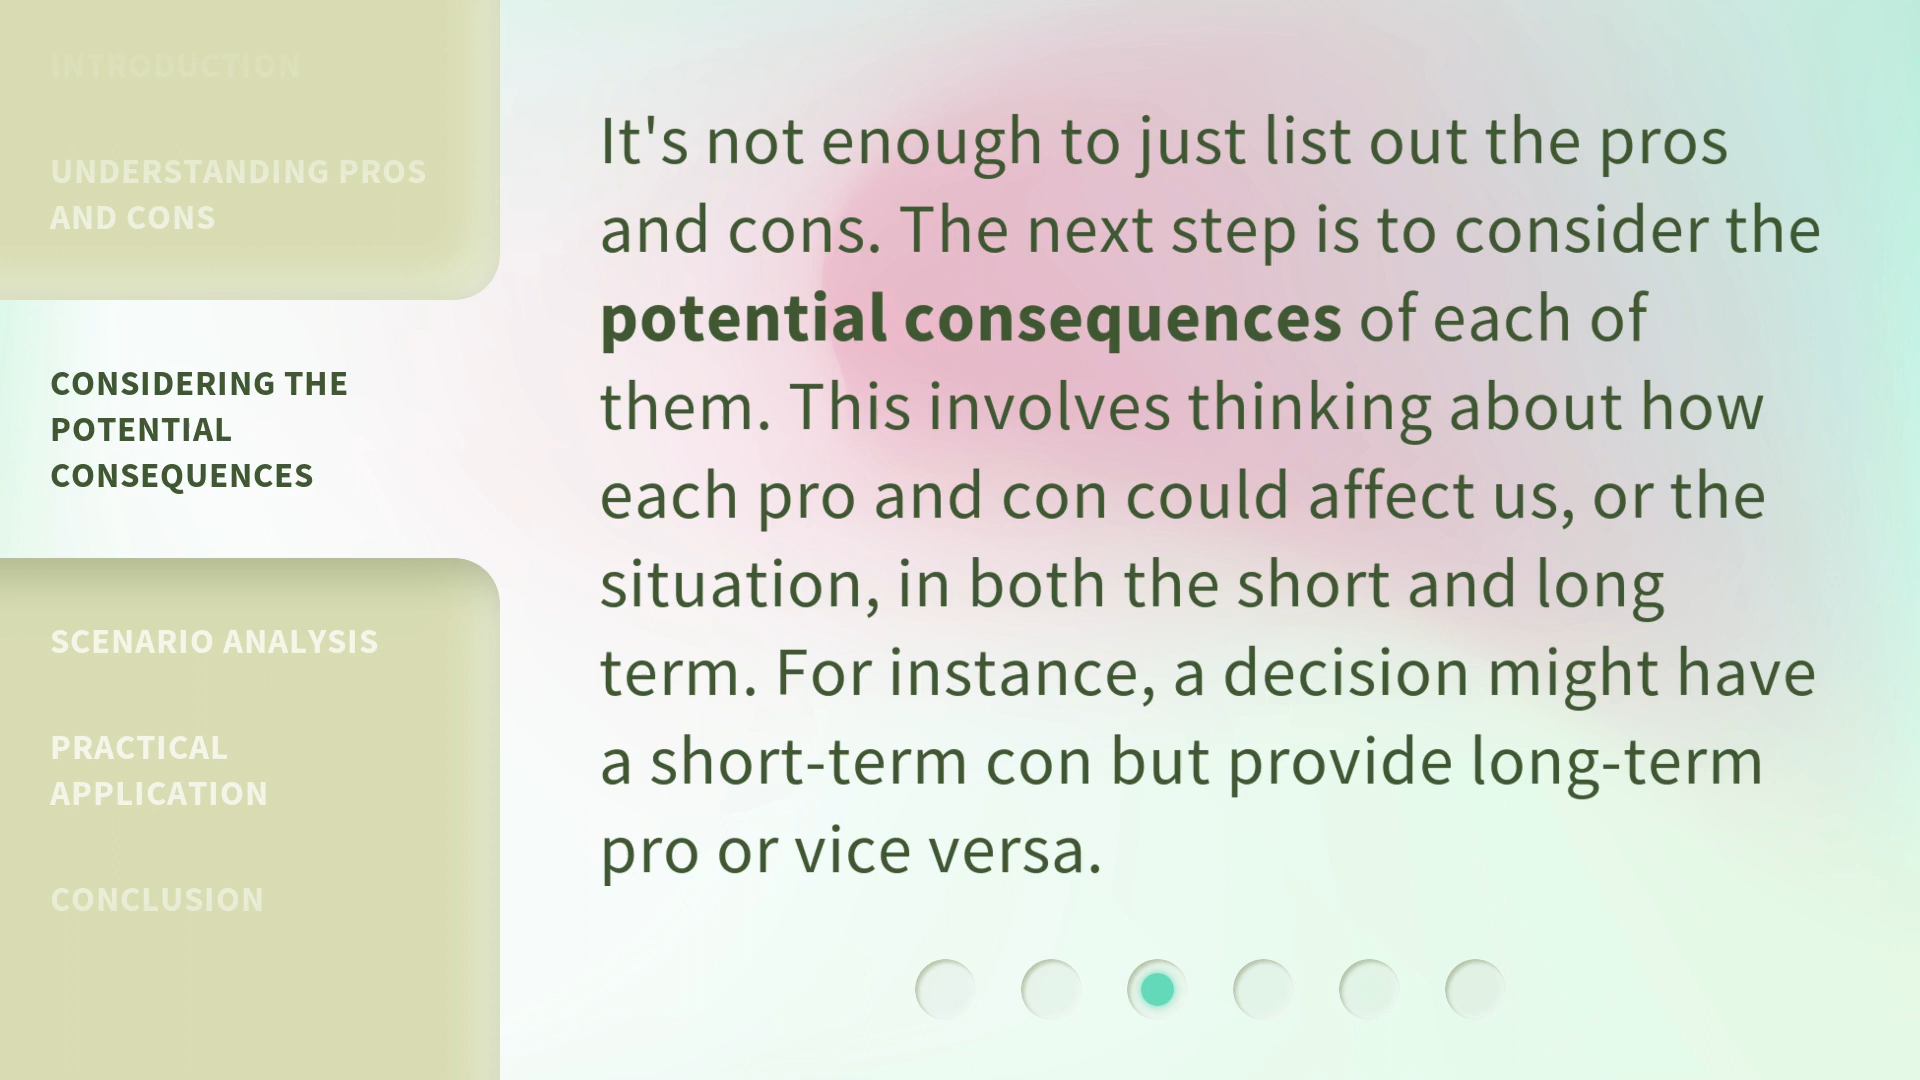 INTRODUCTION
UNDERSTANDING PROS
AND CONS
CONSIDERING THE
POTENTIAL
CONSEQUENCES
SCENARIO ANALYSIS
PRACTICAL
APPLICATION
CONCLUSION
It's not enough to just list out the pros
and cons. The next step is to consider the
potential consequences of each of
them. This involves thinking about how
each pro and con could affect us, or the
situation, in both the short and long
term. For instance, a decision might have
a short-term con but provide long-term
pro or vice versa.